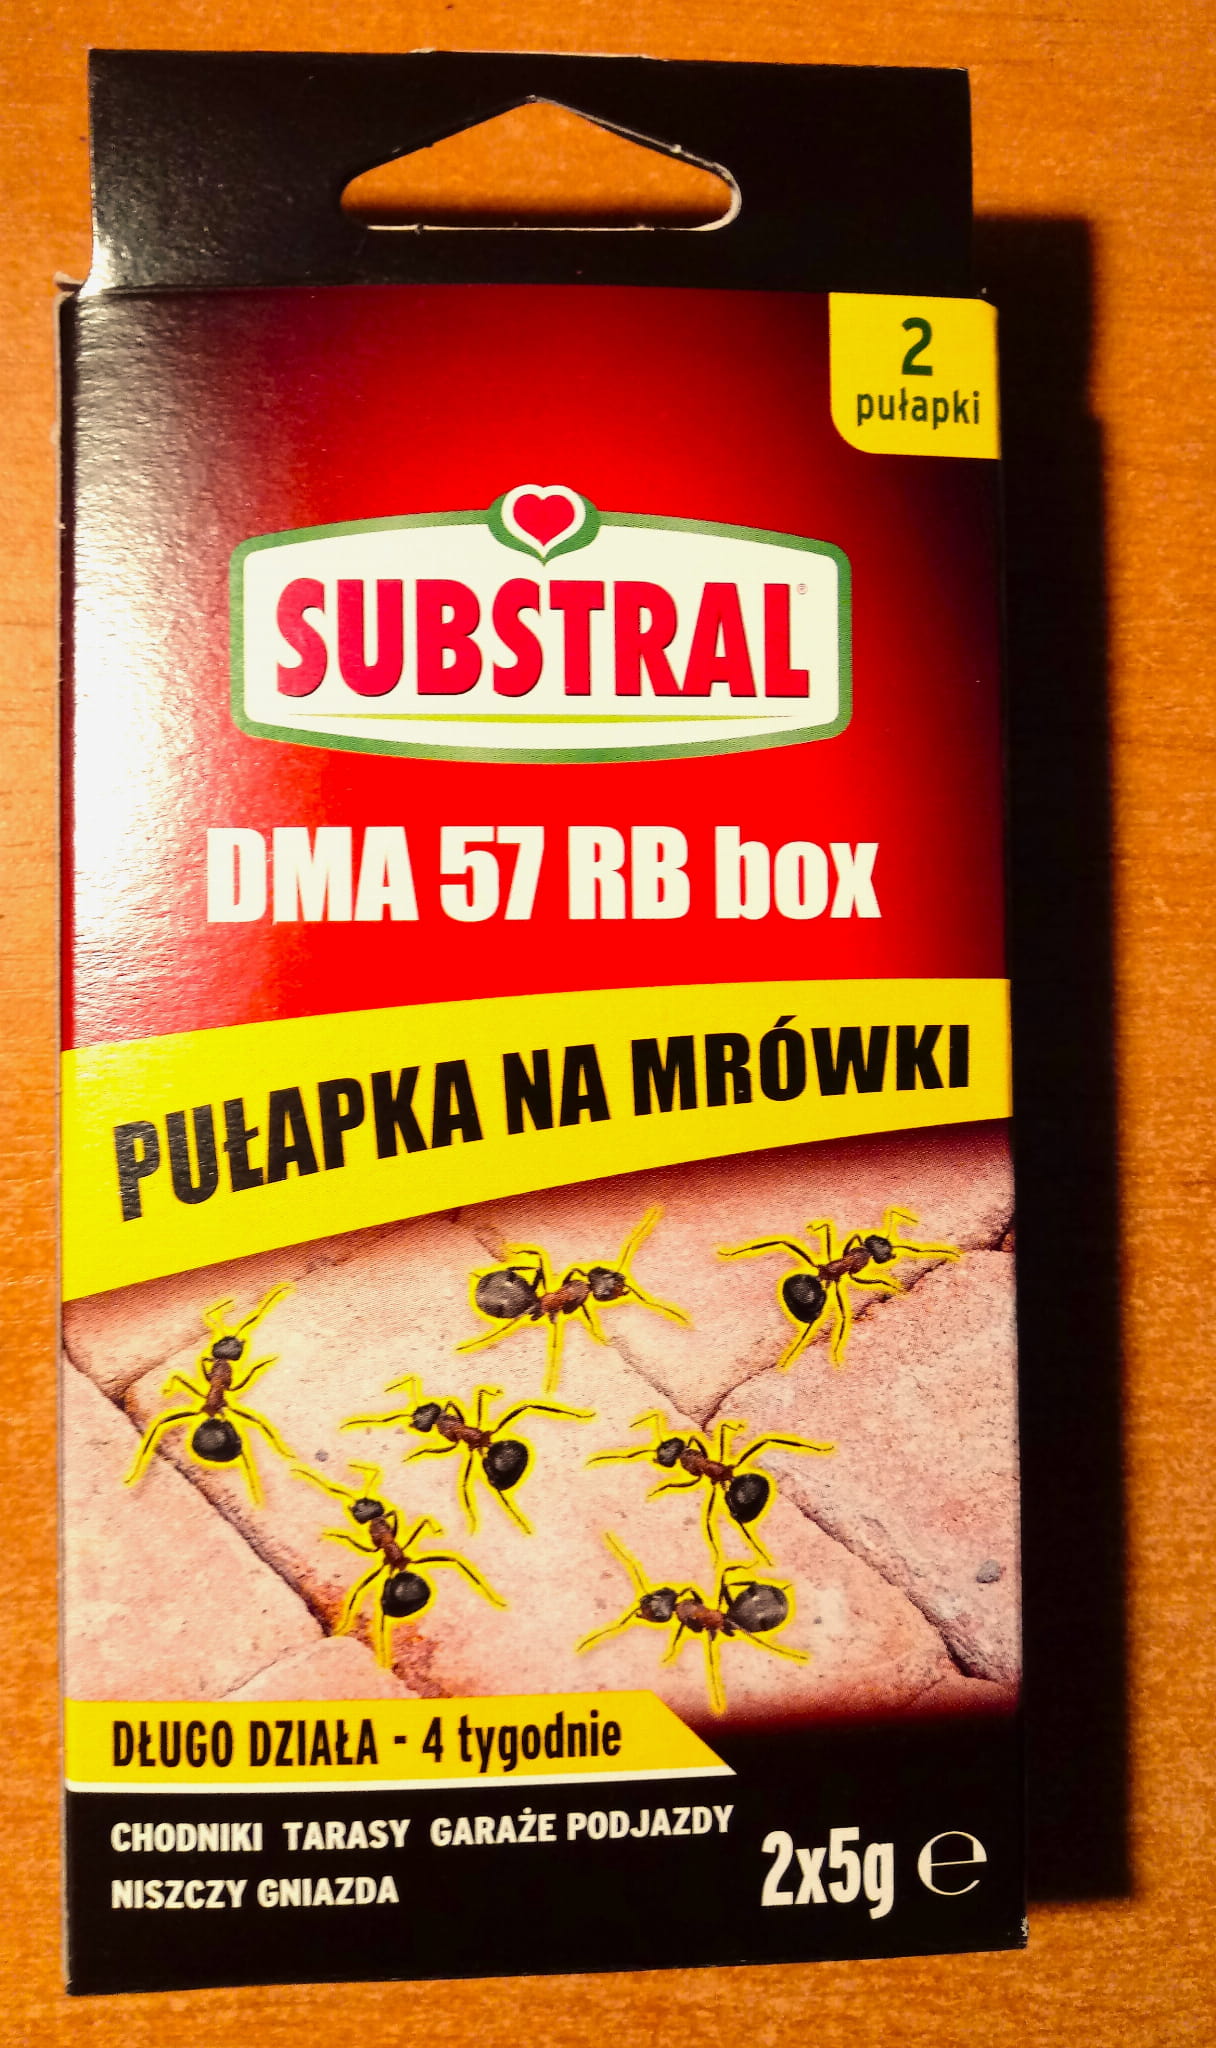 2
pułapki
SUBSTRAL®
DMA 57 RB box
PUŁAPKA NA MRÓWKI
DŁUGO DZIAŁA - 4 tygodnie
CHODNIKI TARASY GARAŻE PODJAZDY
NISZCZY GNIAZDA
2x5g ℮